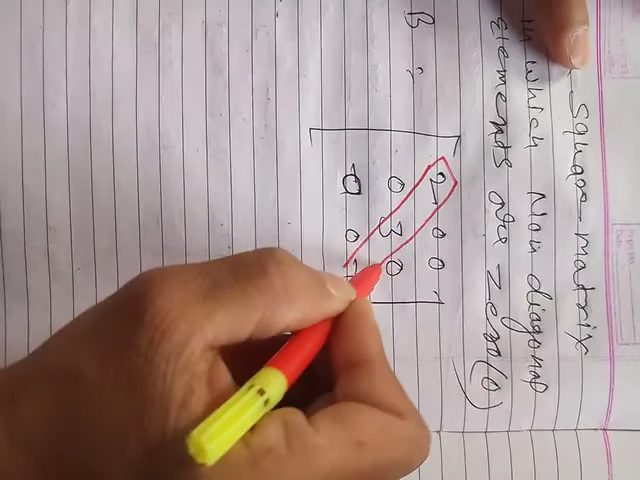 Square-matrix
in which Non diagonal
elements are zero(0)
B :
2 0 0
0 3 0
0 0